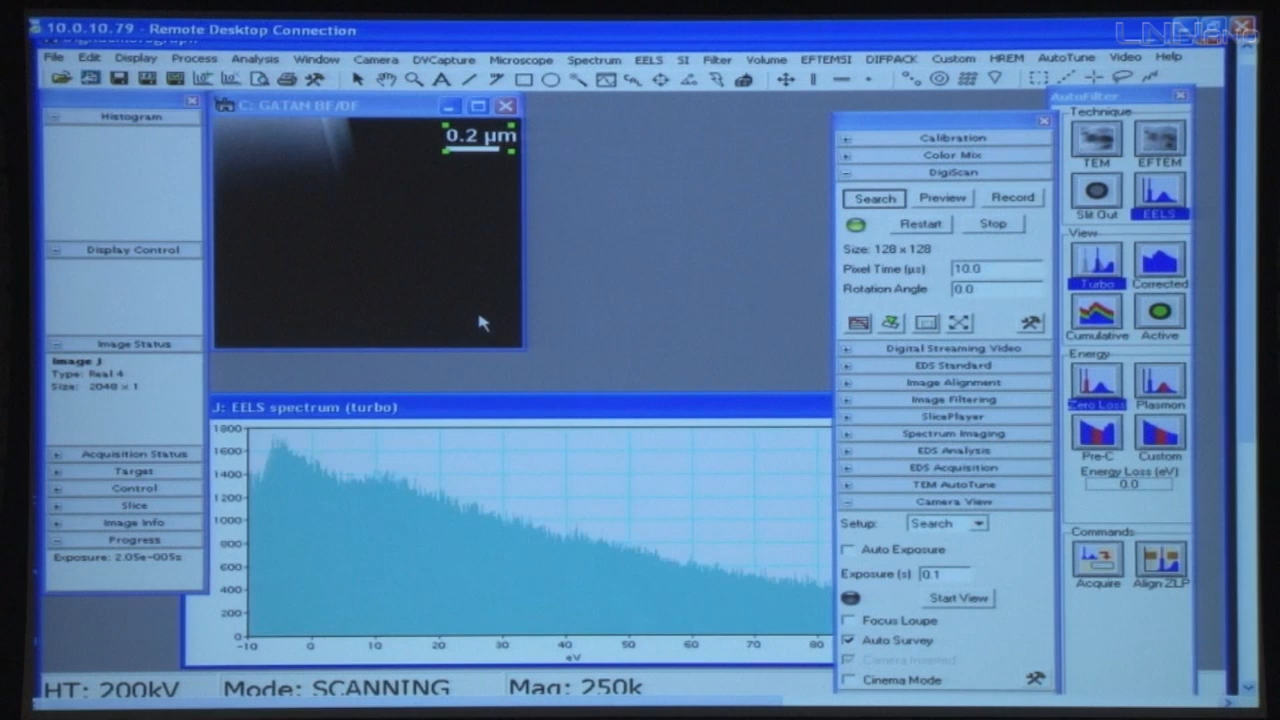 10.0.10.79 - Remote Desktop Connection
LNNano
File Edit Display Process Analysis Window Camera DVCapture Microscope Spectrum EELS SI Filter Volume EFTEMSI DIFPACK Custom HREM AutoTune Video Help
Histogram
Display Control
Image Status
Image J
Type: Real 4
Size: 2048 x 1
Acquisition Status
Target
Control
Slice
Image Info
Progress
Exposure: 2.05e-005s
C: GATAN BF/DF
0.2 µm
J: EELS spectrum (turbo)
1800
1600
1400
1200
1000
800
600
400
200
0
-10 0 10 20 30 40 50 60 70 80
eV
Calibration
Color Mix
DigiScan
Search Preview Record
Restart Stop
Size: 128 x 128
Pixel Time (µs) 10.0
Rotation Angle 0.0
Digital Streaming Video
EDS Standard
Image Alignment
Image Filtering
SlicePlayer
Spectrum Imaging
EDS Analysis
EDS Acquisition
TEM AutoTune
Camera View
Setup: Search
Auto Exposure
Exposure (s) 0.1
Start View
Focus Loupe
Auto Survey
Camera Inserted
Cinema Mode
AutoFilter
Technique
TEM EFTEM
Slit Out EELS
View
Turbo Corrected
Cumulative Active
Energy
Zero Loss Plasmon
Pre-C Custom
Energy Loss (eV)
0.0
Commands
Acquire Align ZLP
HT: 200kV Mode: SCANNING Mag: 250k